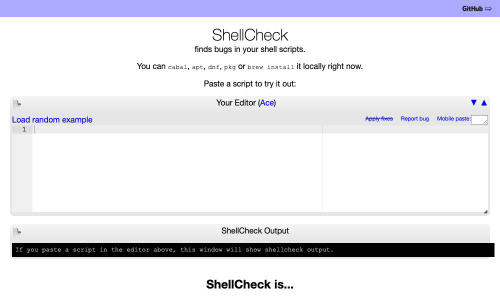 GitHub ⇨
ShellCheck
finds bugs in your shell scripts.
You can cabal, apt, dnf, pkg or brew install it locally right now.
Paste a script to try it out:
Your Editor (Ace) ▼ ▲
Load random example Apply fixes Report bug Mobile paste:
1
ShellCheck Output
If you paste a script in the editor above, this window will show shellcheck output.
ShellCheck is...